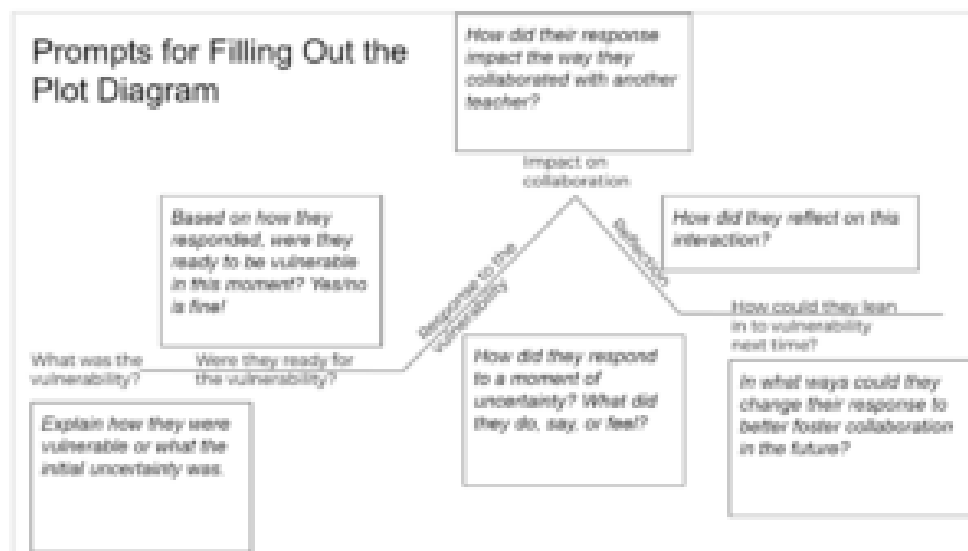 Prompts for Filling Out the
Plot Diagram
How did their response
impact the way they
collaborated with another
teacher?
Impact on
collaboration
Based on how they
responded, were they
ready to be vulnerable
in this moment? Yes/no
is fine!
Response to the
vulnerability
Reflection
How did they reflect on this
interaction?
What was the
vulnerability?
Were they ready for
the vulnerability?
How could they lean
in to vulnerability
next time?
Explain how they were
vulnerable or what the
initial uncertainty was.
How did they respond
to a moment of
uncertainty? What did
they do, say, or feel?
In what ways could they
change their response to
better foster collaboration
in the future?